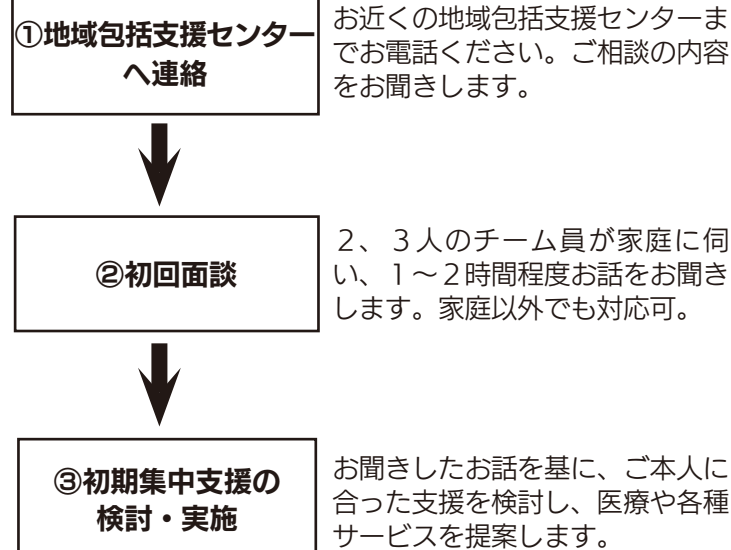 ①地域包括支援センター
へ連絡
お近くの地域包括支援センターま
でお電話ください。ご相談の内容
をお聞きします。
②初回面談
２、３人のチーム員が家庭に伺
い、１～２時間程度お話をお聞き
します。家庭以外でも対応可。
③初期集中支援の
検討・実施
お聞きしたお話を基に、ご本人に
合った支援を検討し、医療や各種
サービスを提案します。